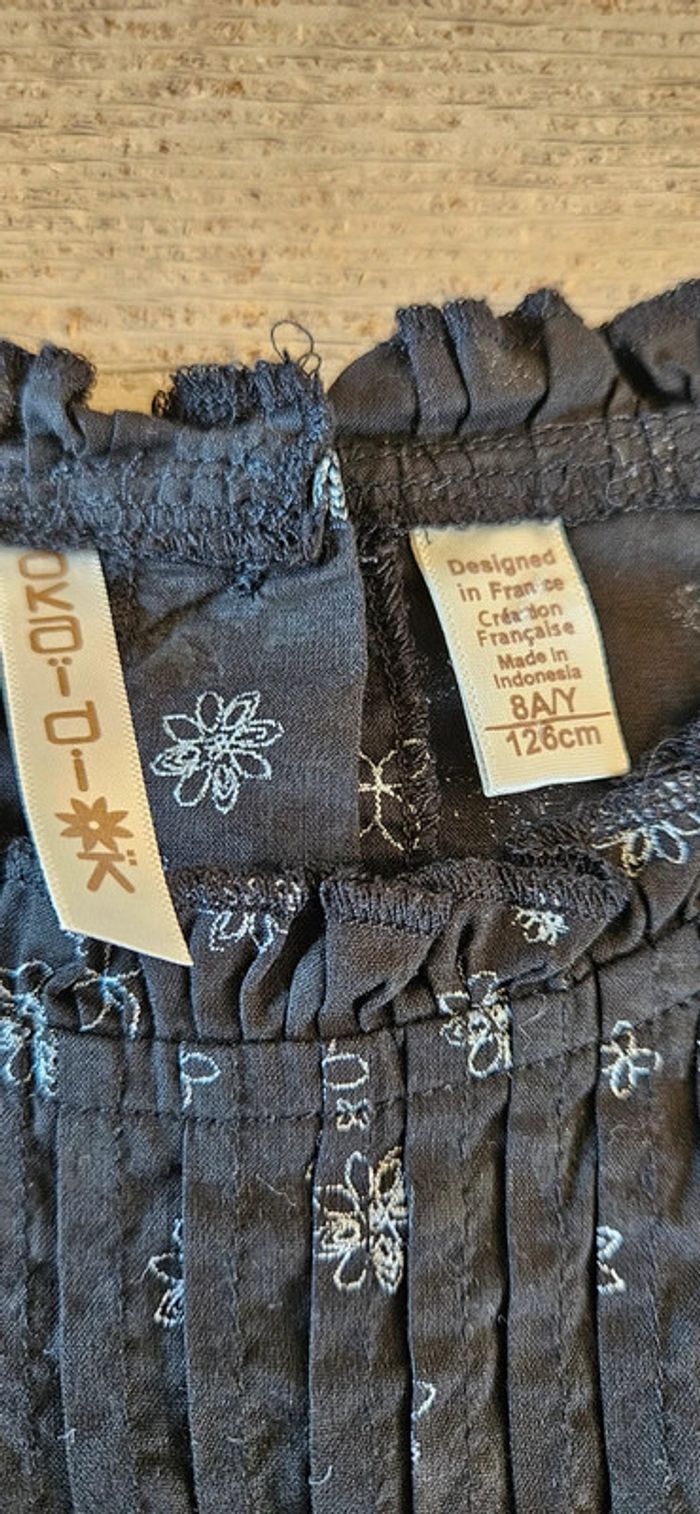 okaïdi
Ǩ
Designed
in France
Création
Française
Made in
Indonesia
8A/Y
126cm